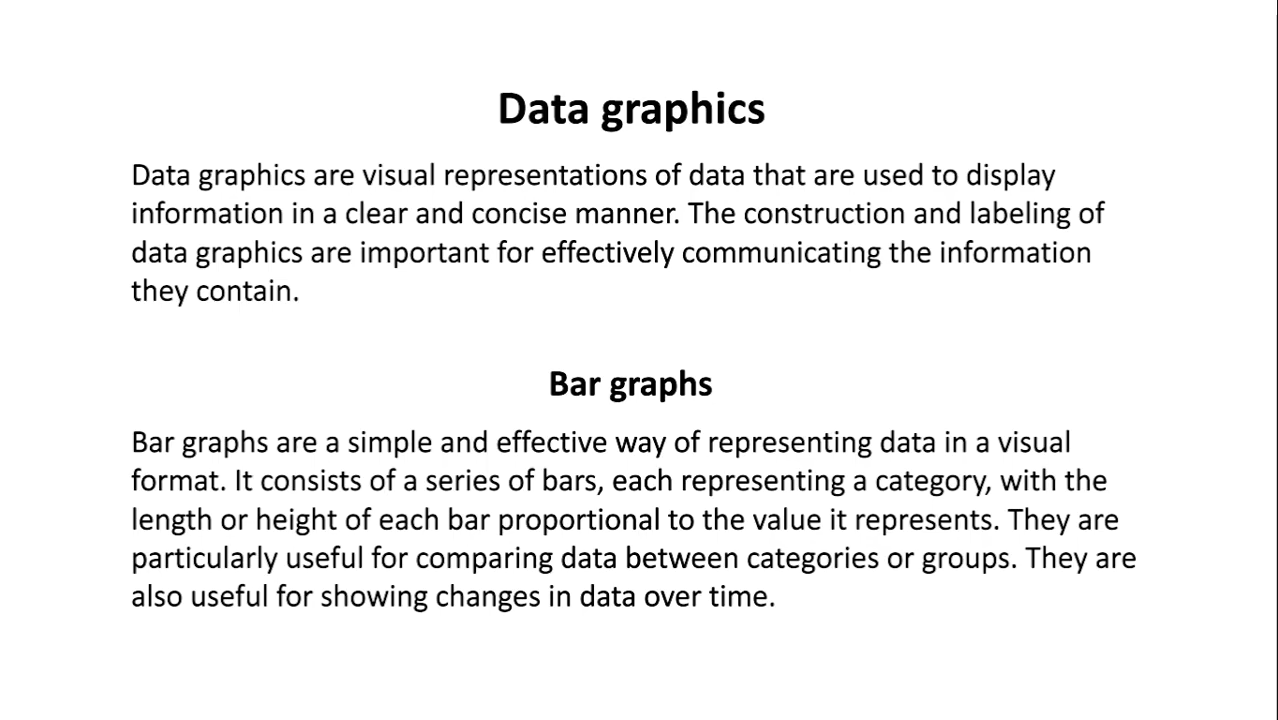 Data graphics
Data graphics are visual representations of data that are used to display
information in a clear and concise manner. The construction and labeling of
data graphics are important for effectively communicating the information
they contain.
Bar graphs
Bar graphs are a simple and effective way of representing data in a visual
format. It consists of a series of bars, each representing a category, with the
length or height of each bar proportional to the value it represents. They are
particularly useful for comparing data between categories or groups. They are
also useful for showing changes in data over time.